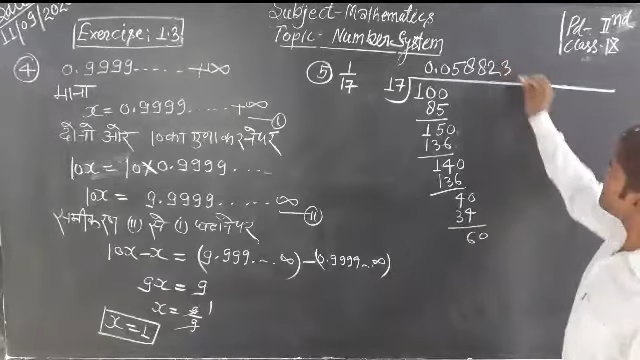 11/09/202
Subject-Mathematics
Topic-Number-System
Exercise: 1.3
Pd- IInd
Class-IX
④ 0.9999...... +∞
माना
x = 0.9999 .... +∞ —Ⓘ
दोनों ओर 10 का गुणा करनेपर
10x = 10 × 0.9999 ....
10x = 9.9999 ...... ∞ —Ⅱ
समीकरण (II) से (I) घटानेपर
10x-x = (9.999....∞) - (0.9999...∞)
9x = 9
x = 9/9 1
x = 1
⑤ 1/17
0.058823
17 100
85
150
136
140
136
40
34
60